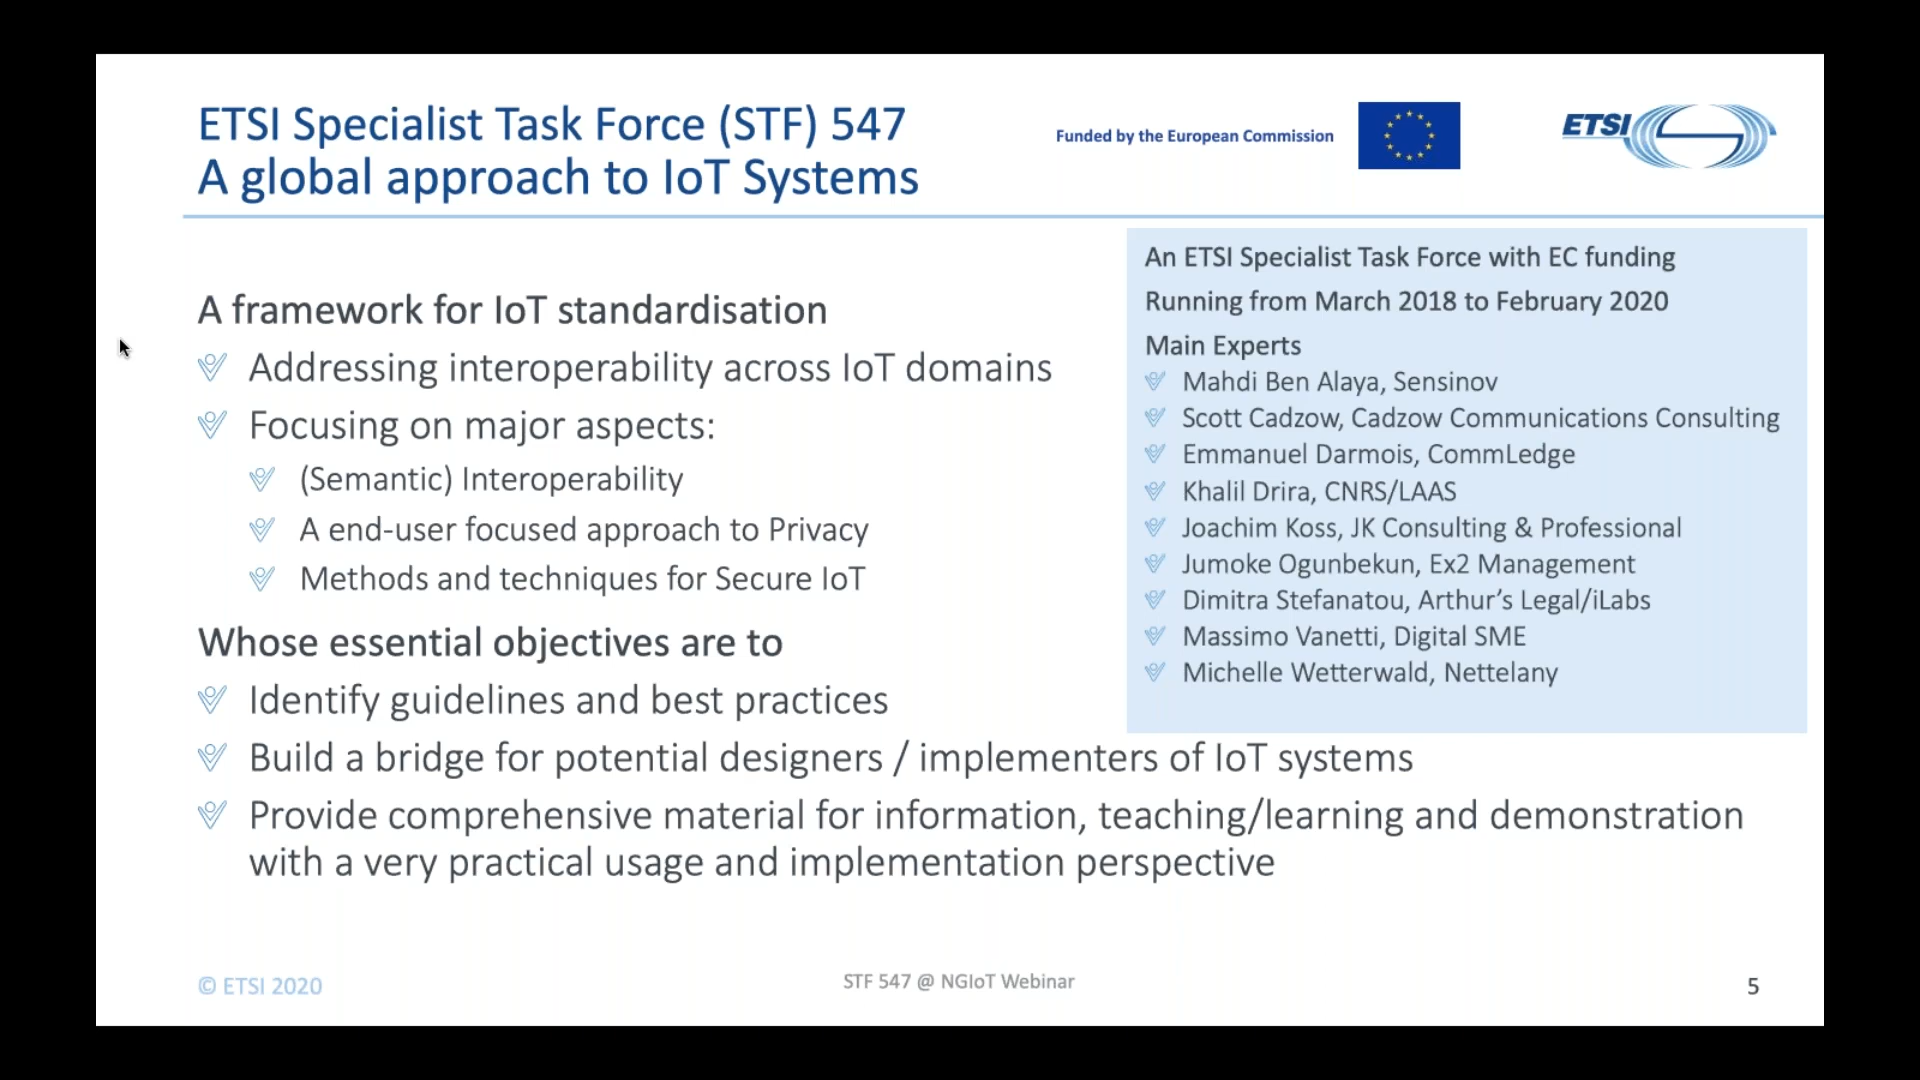 ETSI Specialist Task Force (STF) 547
A global approach to IoT Systems
Funded by the European Commission
ETSI
A framework for IoT standardisation
Addressing interoperability across IoT domains
Focusing on major aspects:
(Semantic) Interoperability
A end-user focused approach to Privacy
Methods and techniques for Secure IoT
Whose essential objectives are to
Identify guidelines and best practices
Build a bridge for potential designers / implementers of IoT systems
Provide comprehensive material for information, teaching/learning and demonstration
with a very practical usage and implementation perspective
An ETSI Specialist Task Force with EC funding
Running from March 2018 to February 2020
Main Experts
Mahdi Ben Alaya, Sensinov
Scott Cadzow, Cadzow Communications Consulting
Emmanuel Darmois, CommLedge
Khalil Drira, CNRS/LAAS
Joachim Koss, JK Consulting & Professional
Jumoke Ogunbekun, Ex2 Management
Dimitra Stefanatou, Arthur’s Legal/iLabs
Massimo Vanetti, Digital SME
Michelle Wetterwald, Nettelany
© ETSI 2020
STF 547 @ NGIoT Webinar
5